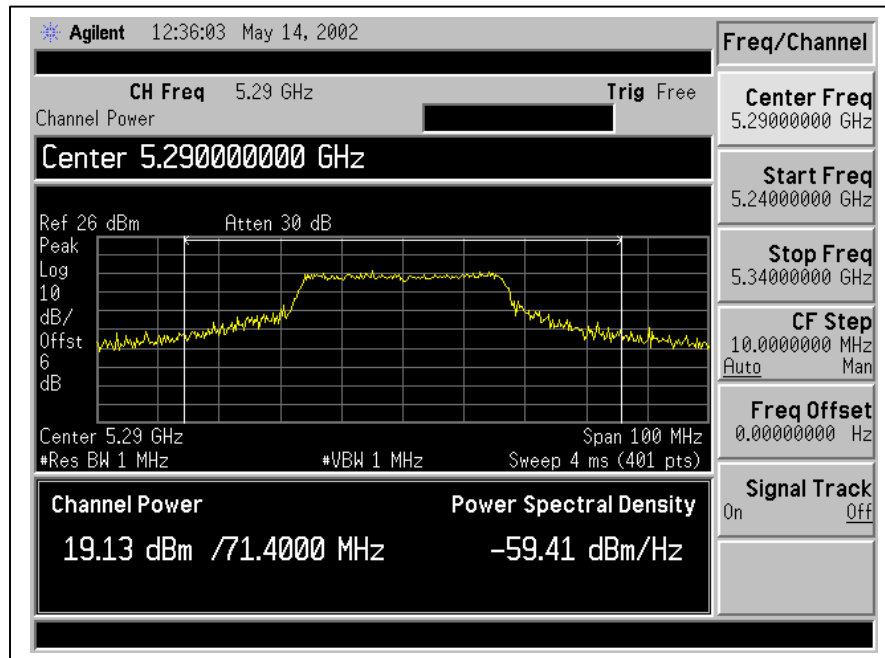 Agilent 12:36:03 May 14, 2002
Freq/Channel
CH Freq 5.29 GHz Trig Free
Channel Power
Center 5.290000000 GHz
Ref 26 dBm Atten 30 dB
Peak
Log
10
dB/
Offst
6
dB
Center 5.29 GHz Span 100 MHz
#Res BW 1 MHz #VBW 1 MHz Sweep 4 ms (401 pts)
Channel Power Power Spectral Density
19.13 dBm /71.4000 MHz -59.41 dBm/Hz
Center Freq
5.29000000 GHz
Start Freq
5.24000000 GHz
Stop Freq
5.34000000 GHz
CF Step
10.0000000 MHz
Auto Man
Freq Offset
0.00000000 Hz
Signal Track
On Off